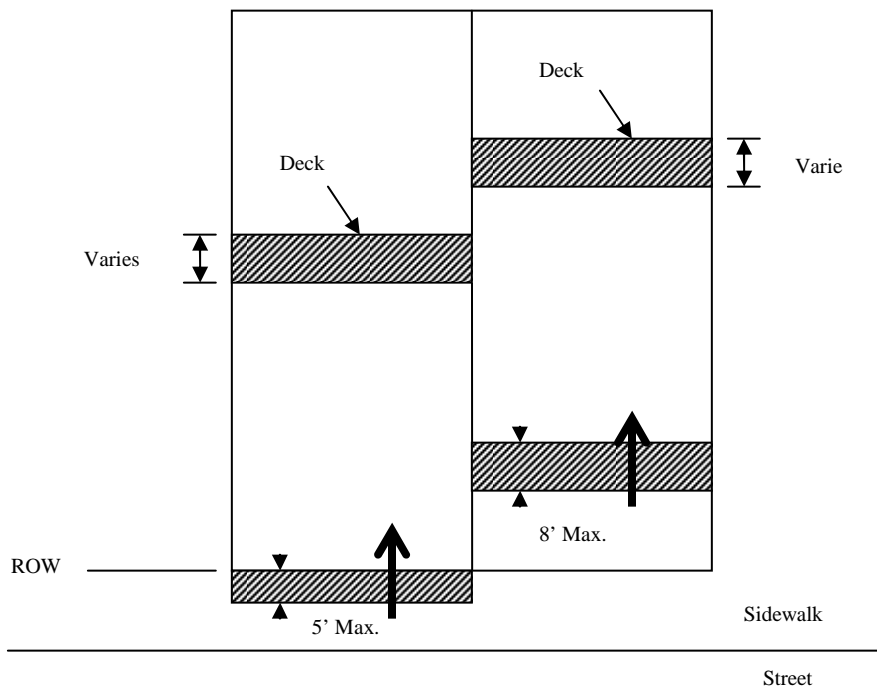 Deck
Deck
Varie
Varies
8’ Max.
ROW
5’ Max.
Sidewalk
Street